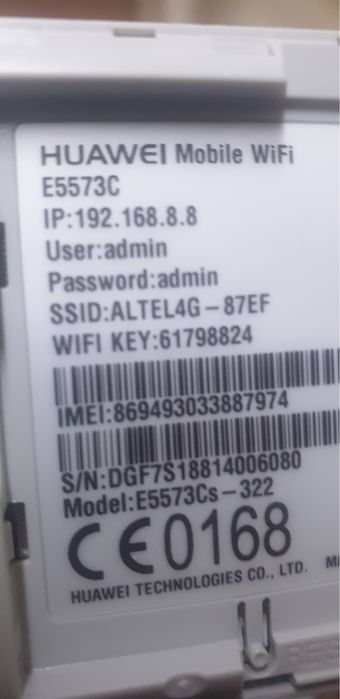 HUAWEI Mobile WiFi
E5573C
IP:192.168.8.8
User:admin
Password:admin
SSID:ALTEL4G-87EF
WIFI KEY:61798824
IMEI:869493033887974
S/N:DGF7S18814006080
Model:E5573Cs-322
CE0168
HUAWEI TECHNOLOGIES CO., LTD.